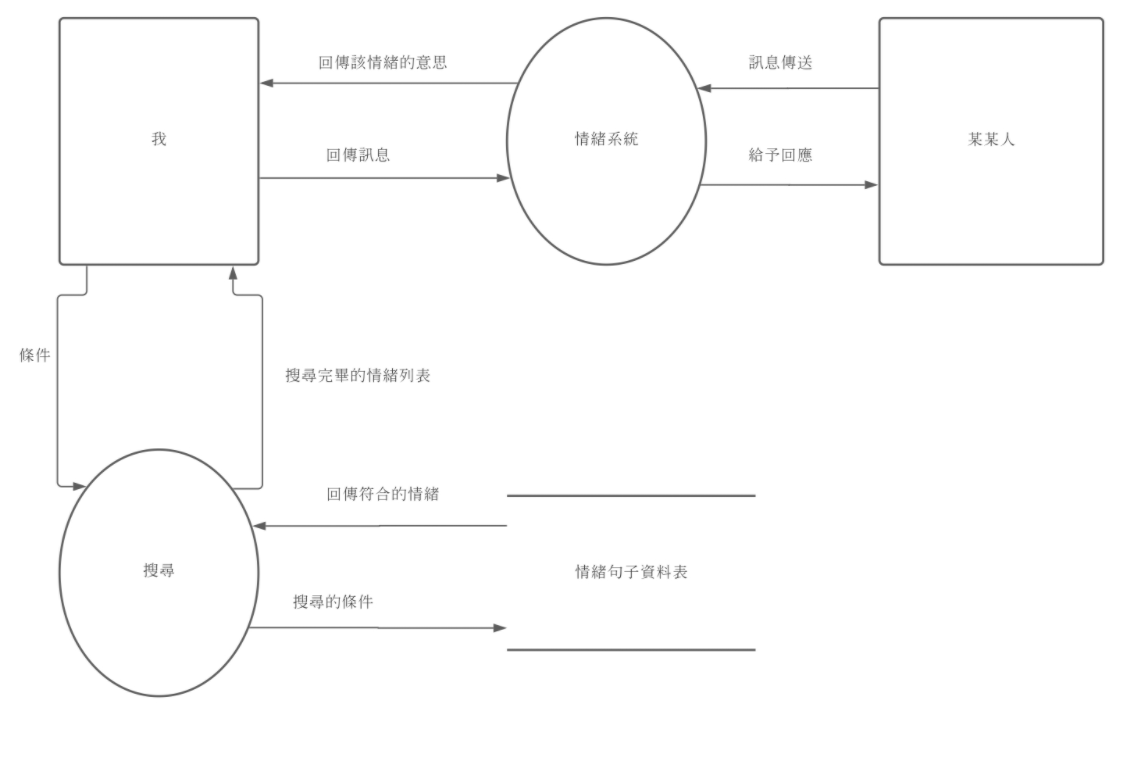 回傳該情緒的意思
訊息傳送
我
情緒系統
某某人
回傳訊息
給予回應
條件
搜尋完畢的情緒列表
回傳符合的情緒
搜尋
情緒句子資料表
搜尋的條件